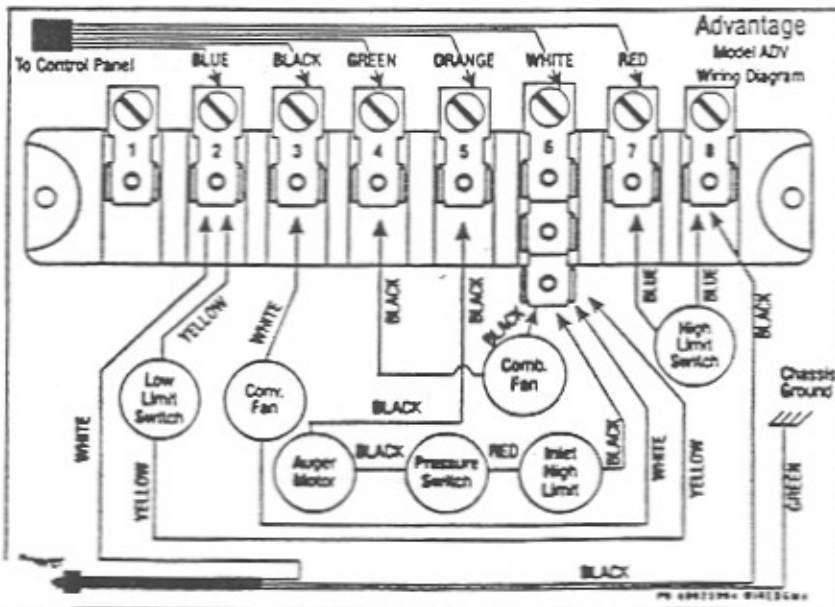 Advantage
Model ADV
Wiring Diagram
To Control Panel
BLUE
BLACK
GREEN
ORANGE
WHITE
RED
1
2
3
4
5
6
7
8
WHITE
YELLOW
WHITE
BLACK
BLACK
BLACK
BLUE
BLUE
BLACK
Low
Limit
Switch
Conv.
Fan
Comb.
Fan
High
Limit
Switch
Chassis
Ground
BLACK
Auger
Motor
BLACK
Pressure
Switch
RED
Inlet
High
Limit
BLACK
WHITE
YELLOW
GREEN
YELLOW
BLACK